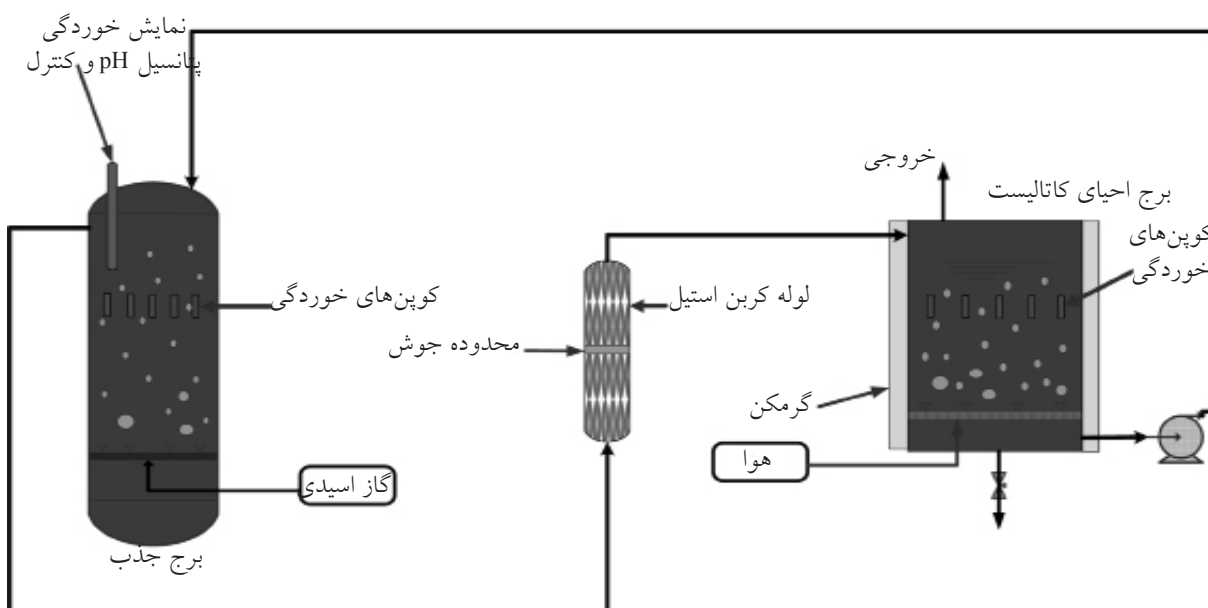 نمایش خوردگی
پتانسیل pH و کنترل
خروجی
برج احیای کاتالیست
کوپن‌های
خوردگی
کوپن‌های خوردگی
لوله کربن استیل
محدوده جوش
گرمکن
هوا
گاز اسیدی
برج جذب